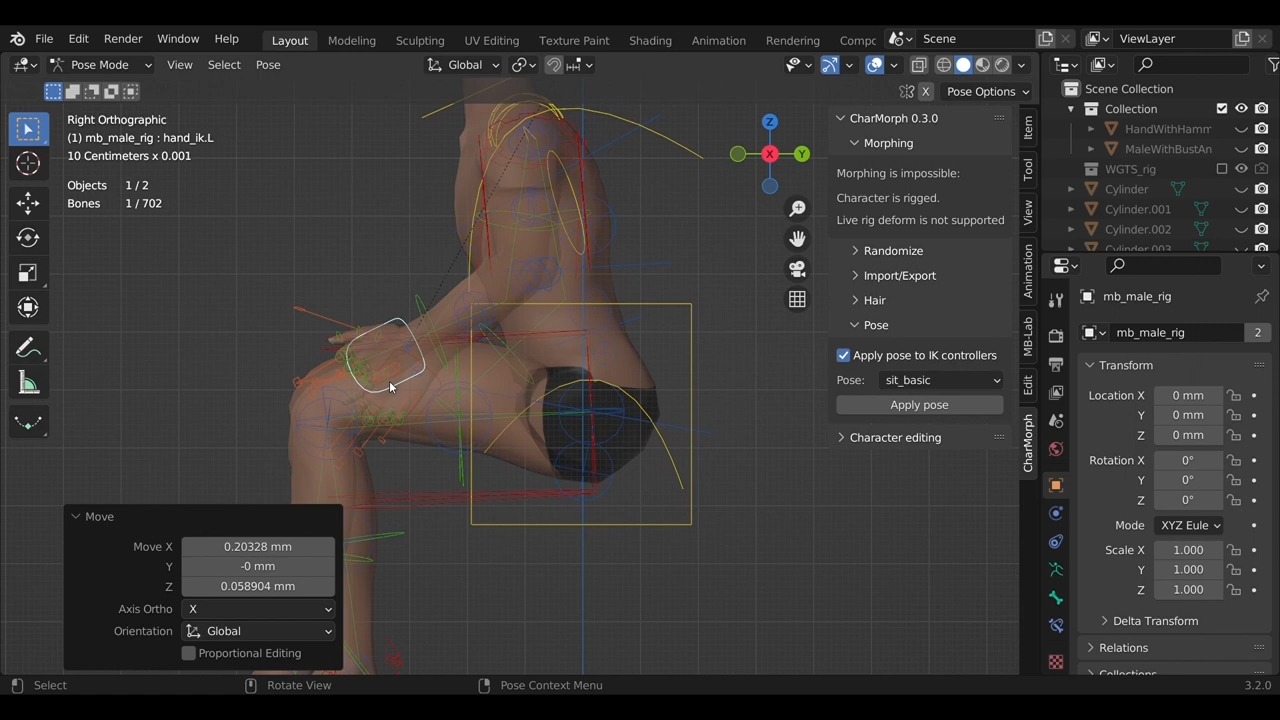 File Edit Render Window Help Layout Modeling Sculpting UV Editing Texture Paint Shading Animation Rendering Compc Scene ViewLayer
Pose Mode View Select Pose Global
X Pose Options
Right Orthographic
(1) mb_male_rig : hand_ik.L
10 Centimeters x 0.001
Objects 1 / 2
Bones 1 / 702
Z
X
Y
CharMorph 0.3.0
Morphing
Morphing is impossible:
Character is rigged.
Live rig deform is not supported
Randomize
Import/Export
Hair
Pose
Apply pose to IK controllers
Pose: sit_basic
Apply pose
Character editing
Item
Tool
View
Animation
MB-Lab
Edit
CharMorph
Scene Collection
Collection
HandWithHamm
MaleWithBustAn
WGTS_rig
Cylinder
Cylinder.001
Cylinder.002
Cylinder.003
mb_male_rig
mb_male_rig 2
Transform
Location X 0 mm
Y 0 mm
Z 0 mm
Rotation X 0°
Y 0°
Z 0°
Mode XYZ Eule
Scale X 1.000
Y 1.000
Z 1.000
Delta Transform
Relations
Collections
Move
Move X 0.20328 mm
Y -0 mm
Z 0.058904 mm
Axis Ortho X
Orientation Global
Proportional Editing
Select Rotate View Pose Context Menu 3.2.0